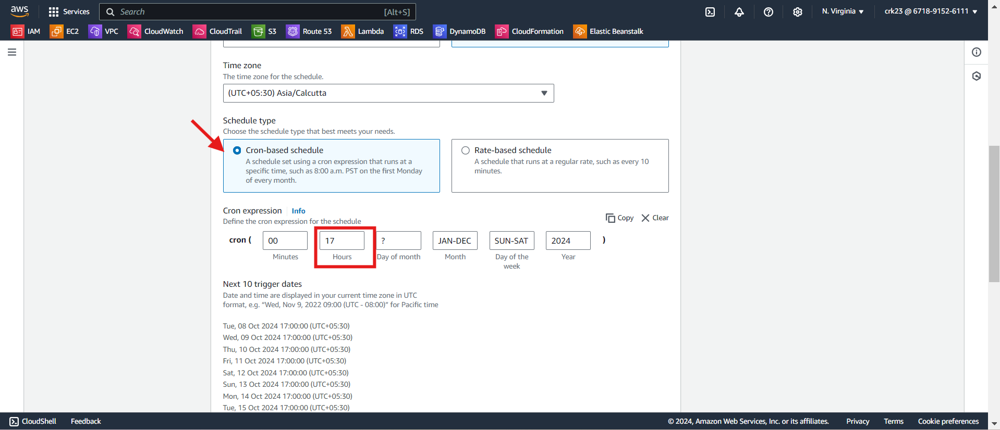 aws
Services
Search
[Alt+S]
N. Virginia
crk23 @ 6718-9152-6111
IAM
EC2
VPC
CloudWatch
CloudTrail
S3
Route 53
Lambda
RDS
DynamoDB
CloudFormation
Elastic Beanstalk
Time zone
The time zone for the schedule.
(UTC+05:30) Asia/Calcutta
Schedule type
Choose the schedule type that best meets your needs.
Cron-based schedule
A schedule set using a cron expression that runs at a
specific time, such as 8:00 a.m. PST on the first Monday
of every month.
Rate-based schedule
A schedule that runs at a regular rate, such as every 10
minutes.
Cron expression
Info
Define the cron expression for the schedule
Copy
Clear
cron ( 00 17 ? JAN-DEC SUN-SAT 2024 )
Minutes Hours Day of month Month Day of the Year
week
Next 10 trigger dates
Date and time are displayed in your current time zone in UTC
format, e.g. “Wed, Nov 9, 2022 09:00 (UTC - 08:00)” for Pacific time
Tue, 08 Oct 2024 17:00:00 (UTC+05:30)
Wed, 09 Oct 2024 17:00:00 (UTC+05:30)
Thu, 10 Oct 2024 17:00:00 (UTC+05:30)
Fri, 11 Oct 2024 17:00:00 (UTC+05:30)
Sat, 12 Oct 2024 17:00:00 (UTC+05:30)
Sun, 13 Oct 2024 17:00:00 (UTC+05:30)
Mon, 14 Oct 2024 17:00:00 (UTC+05:30)
Tue, 15 Oct 2024 17:00:00 (UTC+05:30)
CloudShell
Feedback
© 2024, Amazon Web Services, Inc. or its affiliates.
Privacy
Terms
Cookie preferences